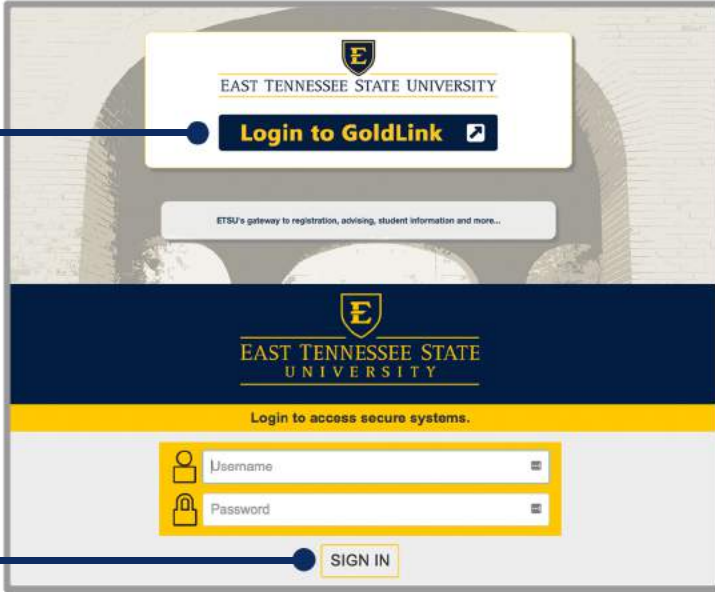 E
EAST TENNESSEE STATE UNIVERSITY
Login to GoldLink
ETSU's gateway to registration, advising, student information and more...
E
EAST TENNESSEE STATE
UNIVERSITY
Login to access secure systems.
Username
Password
SIGN IN